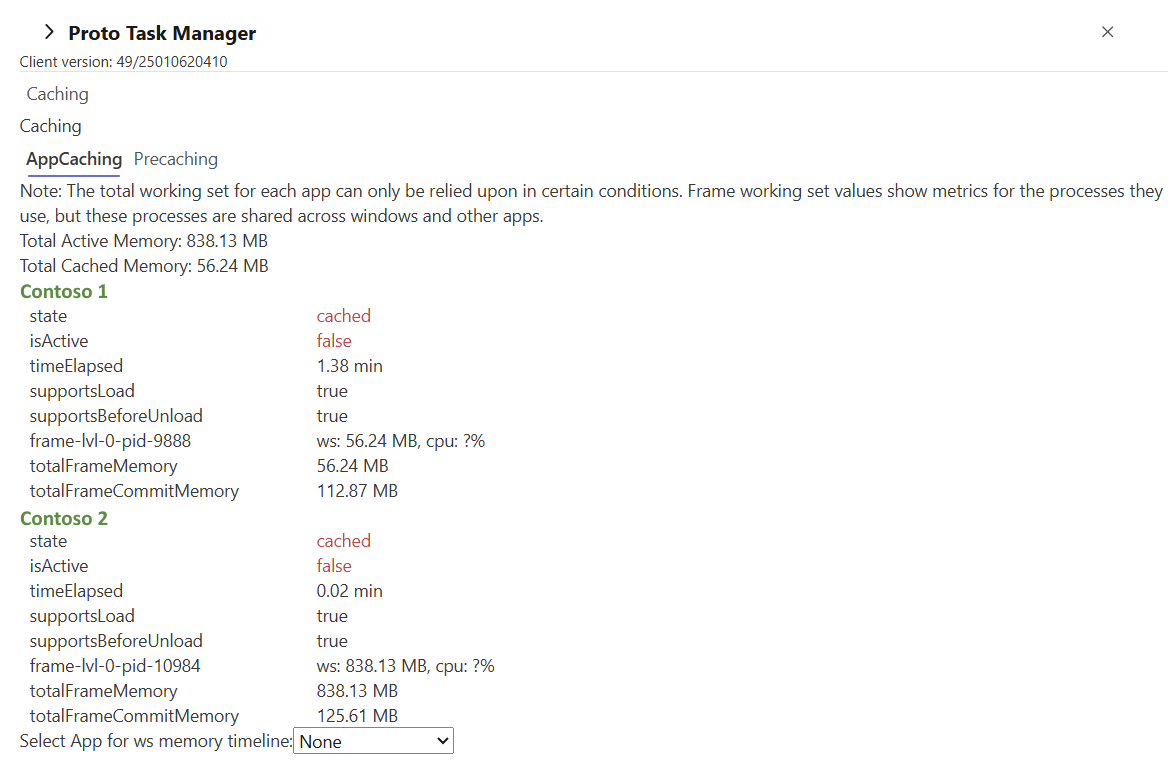 Proto Task Manager
Client version: 49/25010620410
Caching
Caching
AppCaching Precaching
Note: The total working set for each app can only be relied upon in certain conditions. Frame working set values show metrics for the processes they
use, but these processes are shared across windows and other apps.
Total Active Memory: 838.13 MB
Total Cached Memory: 56.24 MB
Contoso 1
state cached
isActive false
timeElapsed 1.38 min
supportsLoad true
supportsBeforeUnload true
frame-lvl-0-pid-9888 ws: 56.24 MB, cpu: ?%
totalFrameMemory 56.24 MB
totalFrameCommitMemory 112.87 MB
Contoso 2
state cached
isActive false
timeElapsed 0.02 min
supportsLoad true
supportsBeforeUnload true
frame-lvl-0-pid-10984 ws: 838.13 MB, cpu: ?%
totalFrameMemory 838.13 MB
totalFrameCommitMemory 125.61 MB
Select App for ws memory timeline: None